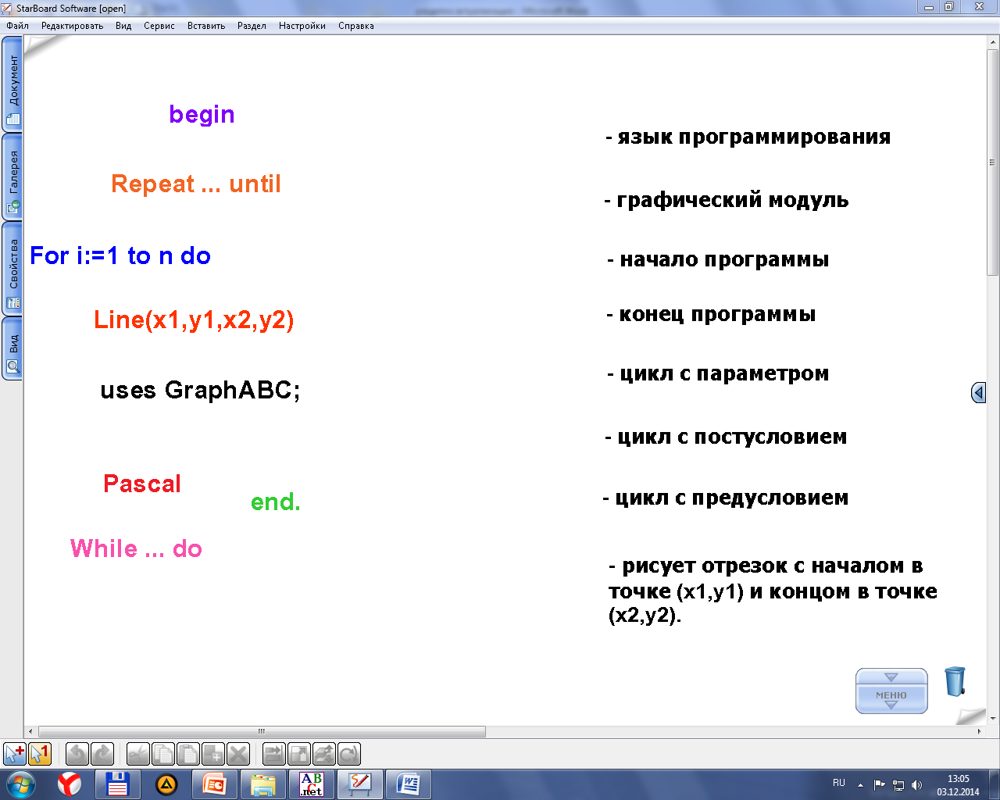 StarBoard Software [open]
Файл Редактировать Вид Сервис Вставить Раздел Настройки Справка
Документ
Галерея
Свойства
Вид
begin
Repeat ... until
For i:=1 to n do
Line(x1,y1,x2,y2)
uses GraphABC;
Pascal
end.
While ... do
- язык программирования
- графический модуль
- начало программы
- конец программы
- цикл с параметром
- цикл с постусловием
- цикл с предусловием
- рисует отрезок с началом в
точке (x1,y1) и концом в точке
(x2,y2).
МЕНЮ
1
ABC
.net
W
RU
13:05
03.12.2014